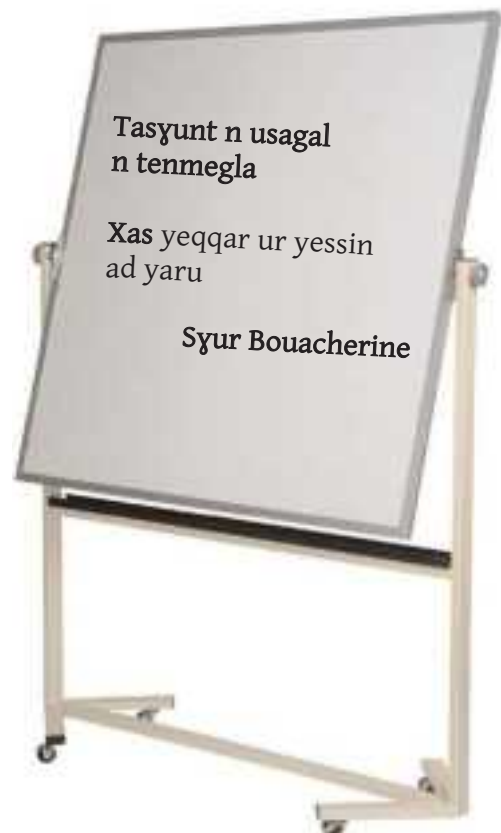 Tasɣunt n usagal
n tenmegla
Xas yeqqar ur yessin
ad yaru
Sɣur Bouacherine